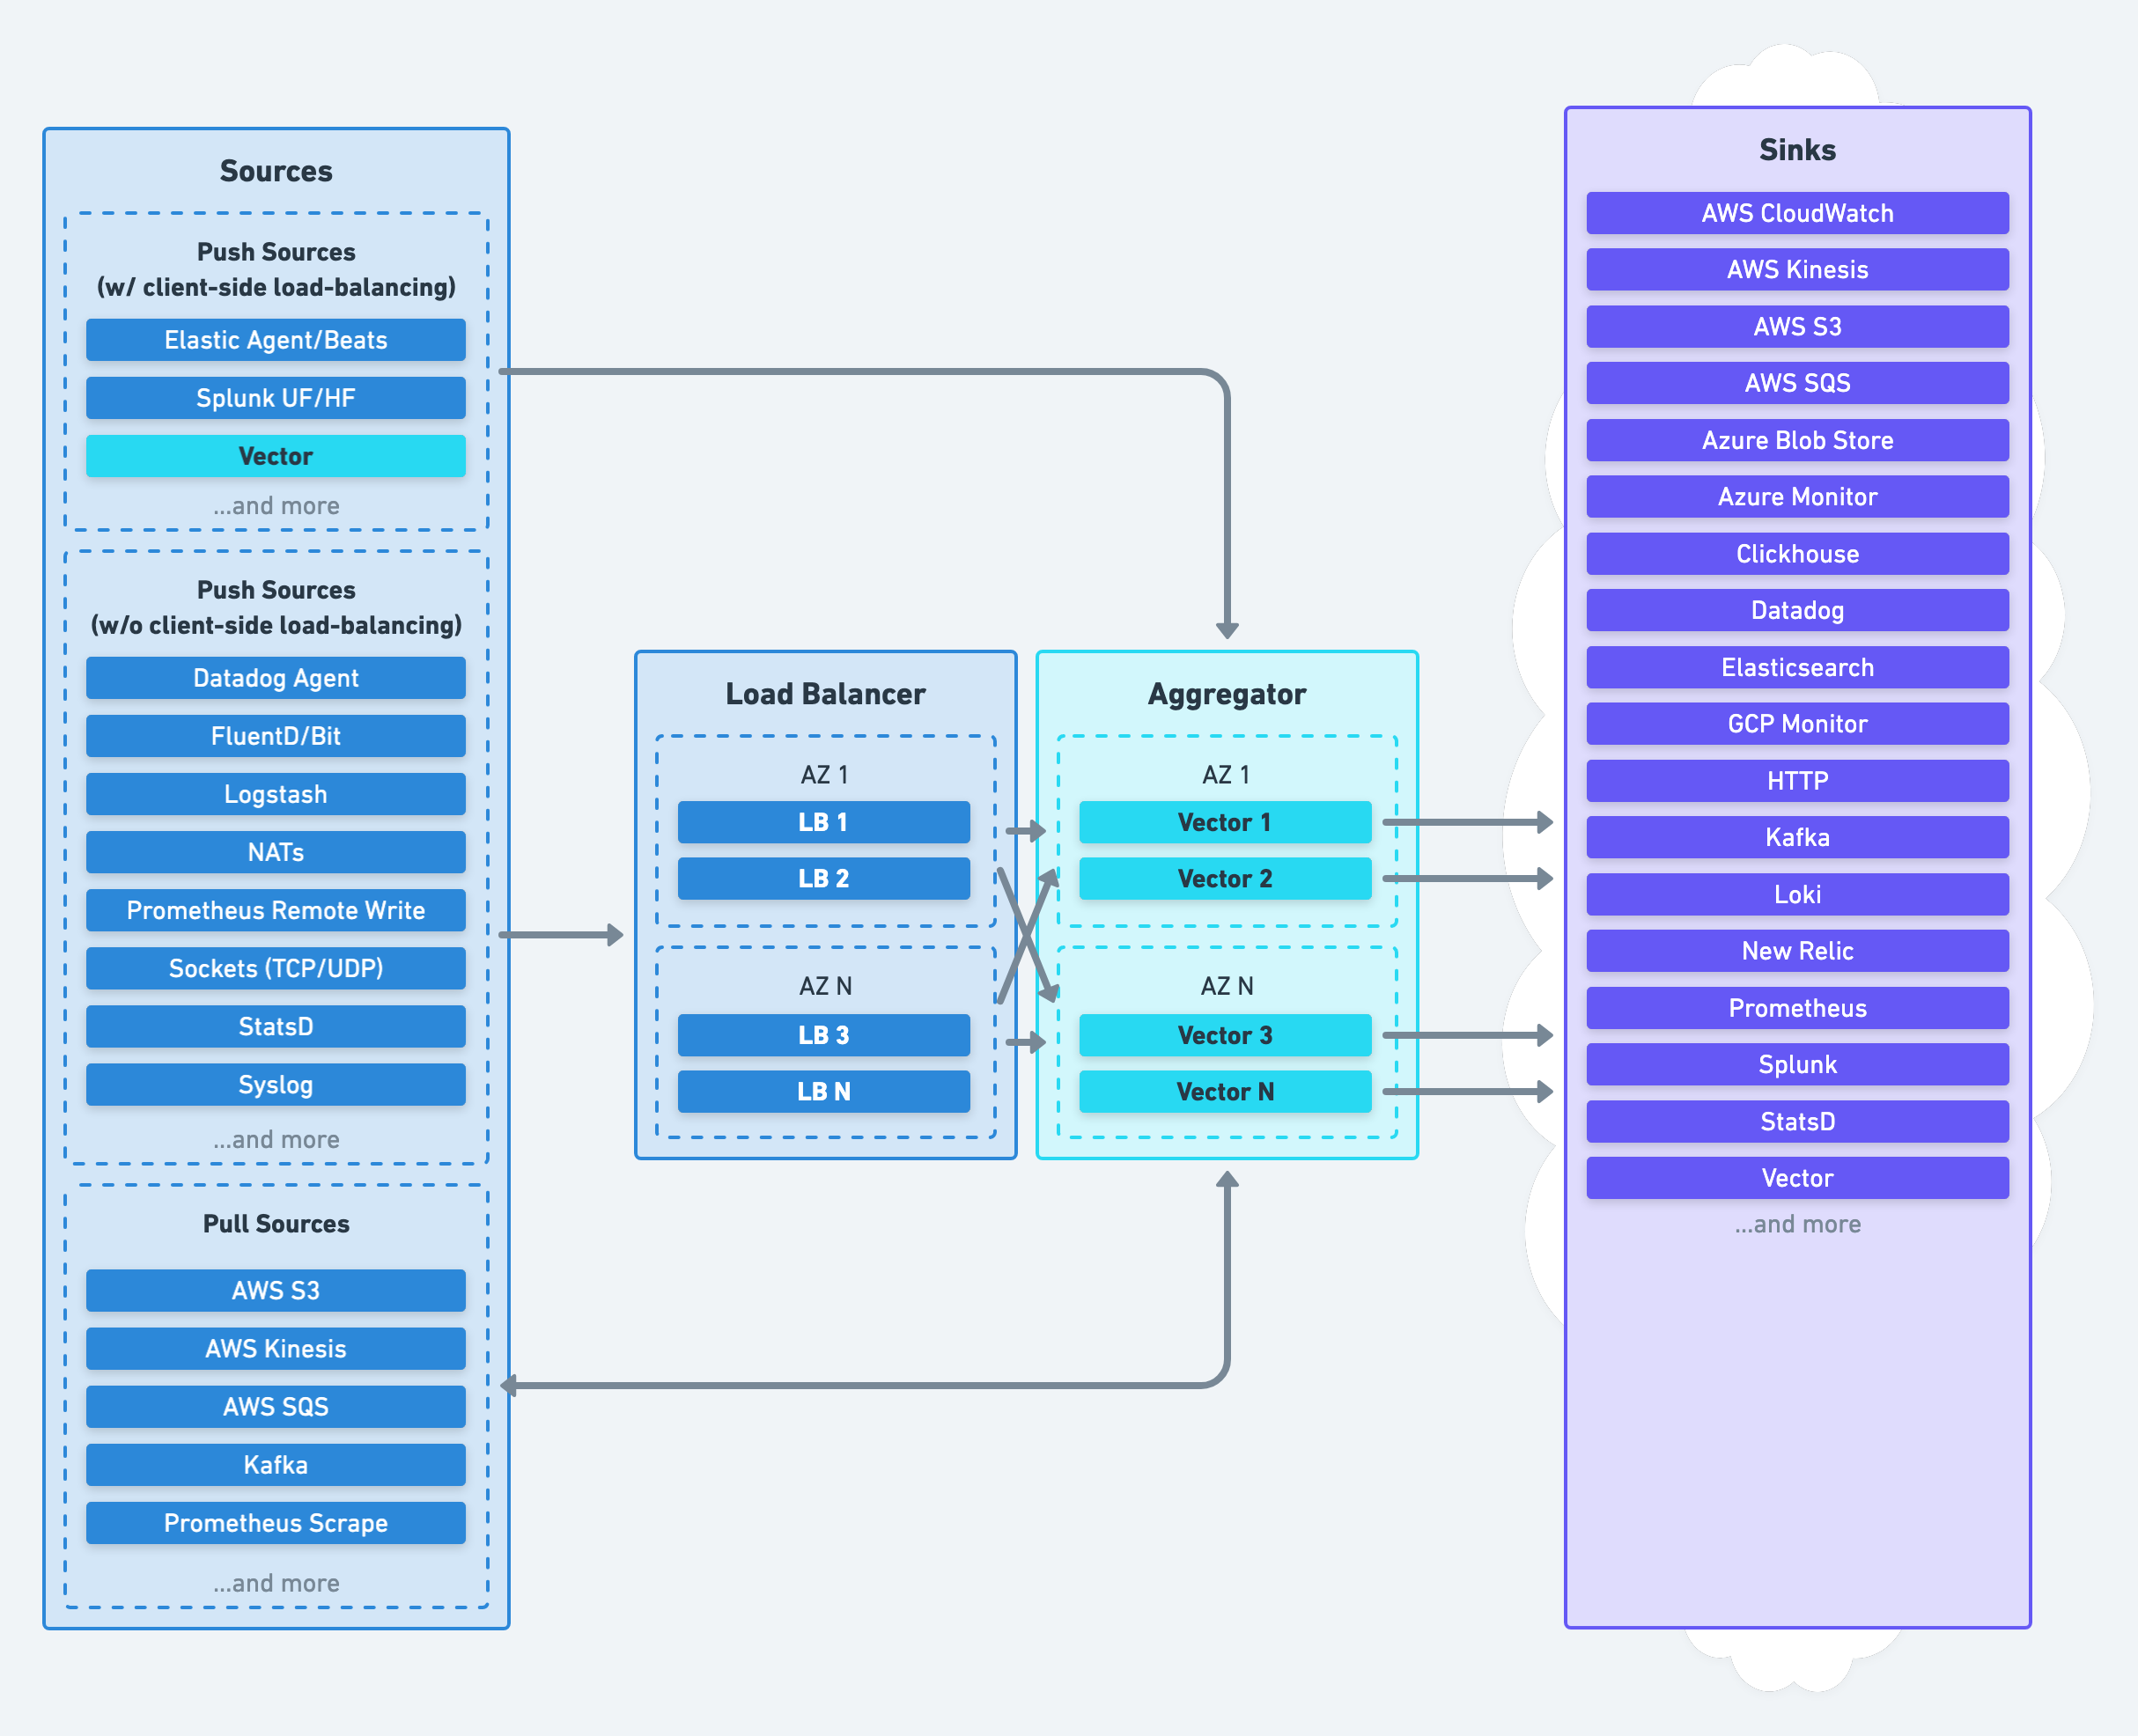 Sources
Push Sources
(w/ client-side load-balancing)
Elastic Agent/Beats
Splunk UF/HF
Vector
...and more
Push Sources
(w/o client-side load-balancing)
Datadog Agent
FluentD/Bit
Logstash
NATs
Prometheus Remote Write
Sockets (TCP/UDP)
StatsD
Syslog
...and more
Pull Sources
AWS S3
AWS Kinesis
AWS SQS
Kafka
Prometheus Scrape
...and more
Load Balancer
AZ 1
LB 1
LB 2
AZ N
LB 3
LB N
Aggregator
AZ 1
Vector 1
Vector 2
AZ N
Vector 3
Vector N
Sinks
AWS CloudWatch
AWS Kinesis
AWS S3
AWS SQS
Azure Blob Store
Azure Monitor
Clickhouse
Datadog
Elasticsearch
GCP Monitor
HTTP
Kafka
Loki
New Relic
Prometheus
Splunk
StatsD
Vector
...and more